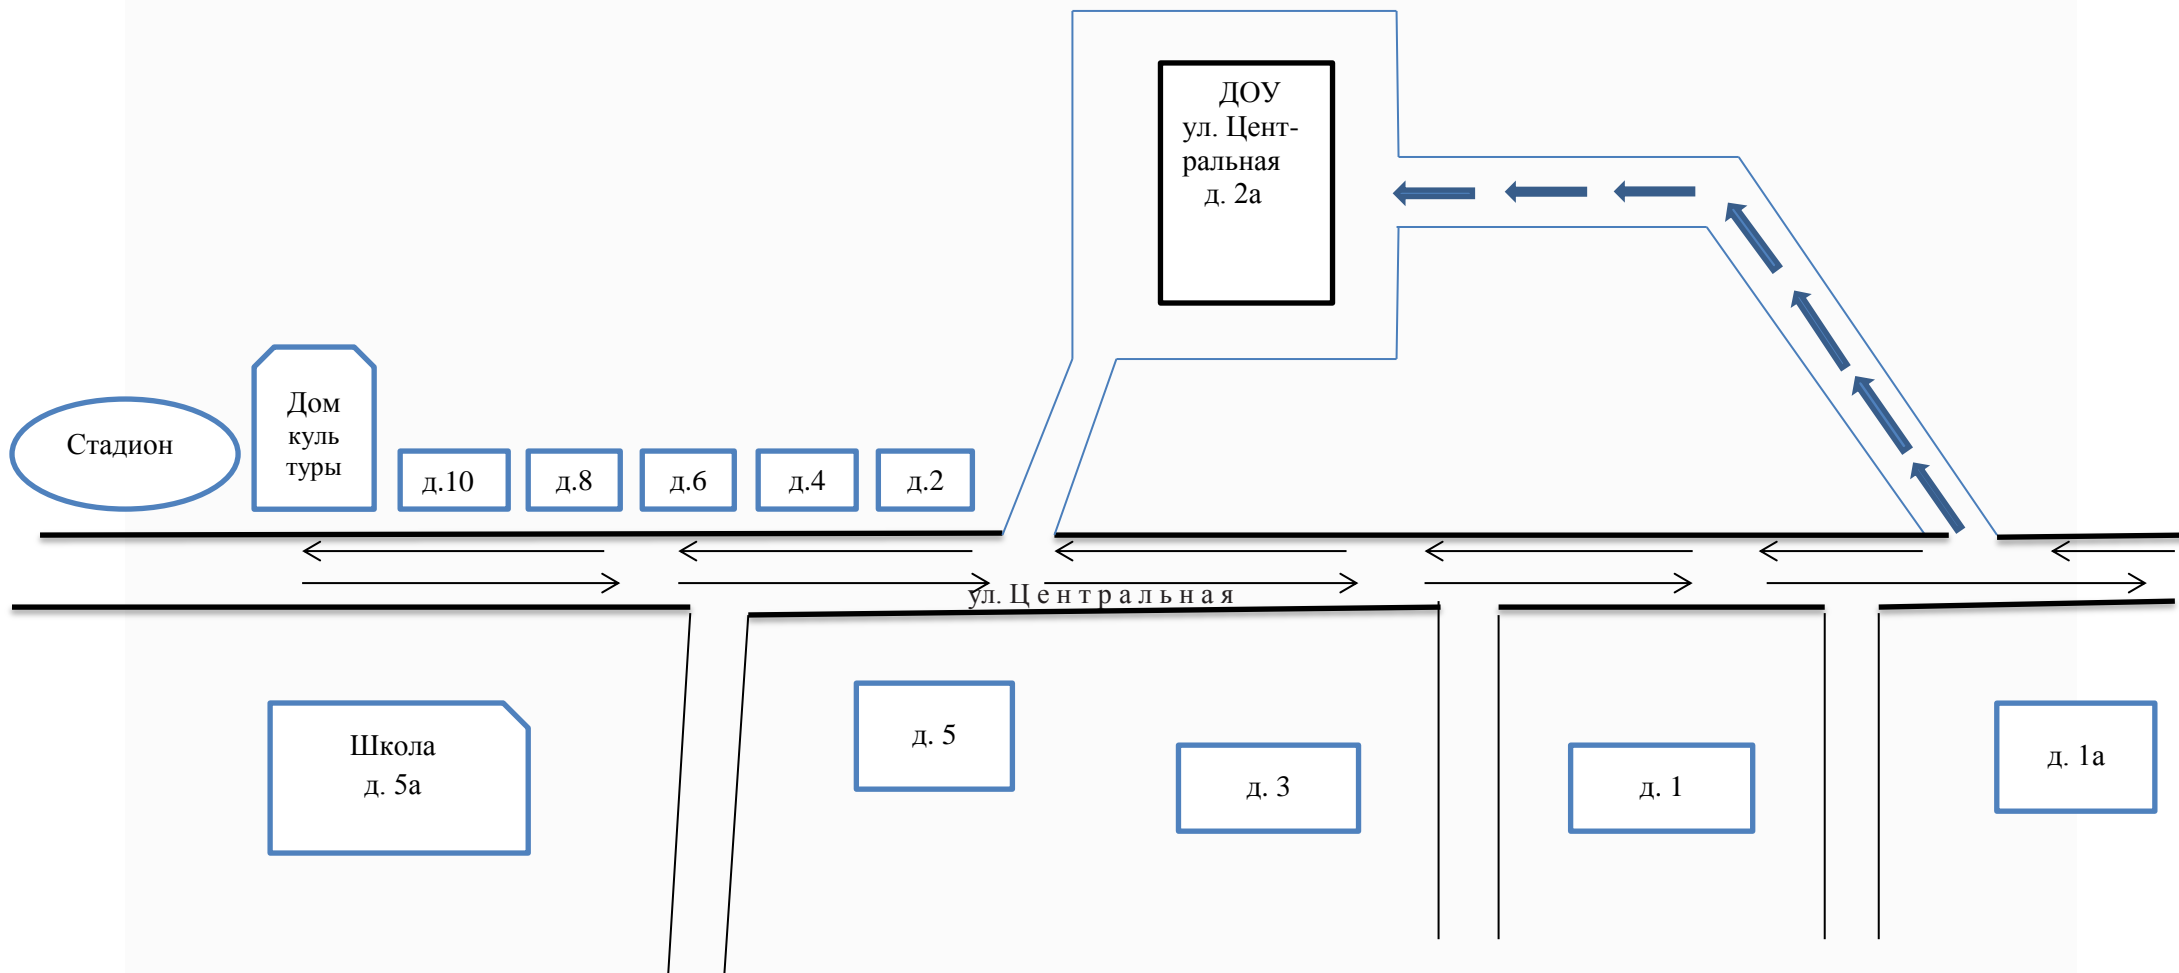 ДОУ
ул. Цент-
ральная
д. 2а
Стадион
Дом
куль
туры
д.10
д.8
д.6
д.4
д.2
ул. Ц е н т р а л ь н а я
Школа
д. 5а
д. 5
д. 3
д. 1
д. 1а